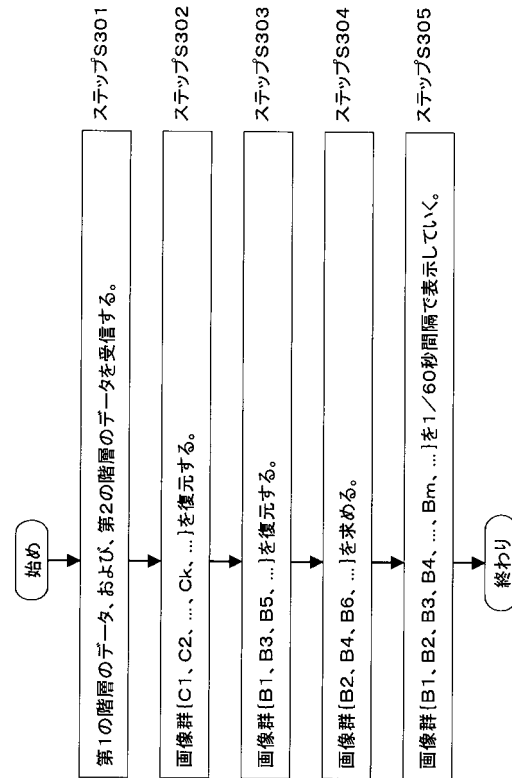 始め
第1の階層のデータ、および、第2の階層のデータを受信する。
ステップS301
画像群{C1、C2、…、Ck、…}を復元する。
ステップS302
画像群{B1、B3、B5、…}を復元する。
ステップS303
画像群{B2、B4、B6、…}を求める。
ステップS304
画像群{B1、B2、B3、B4、…、Bm、…}を1/60秒間隔で表示していく。
ステップS305
終わり